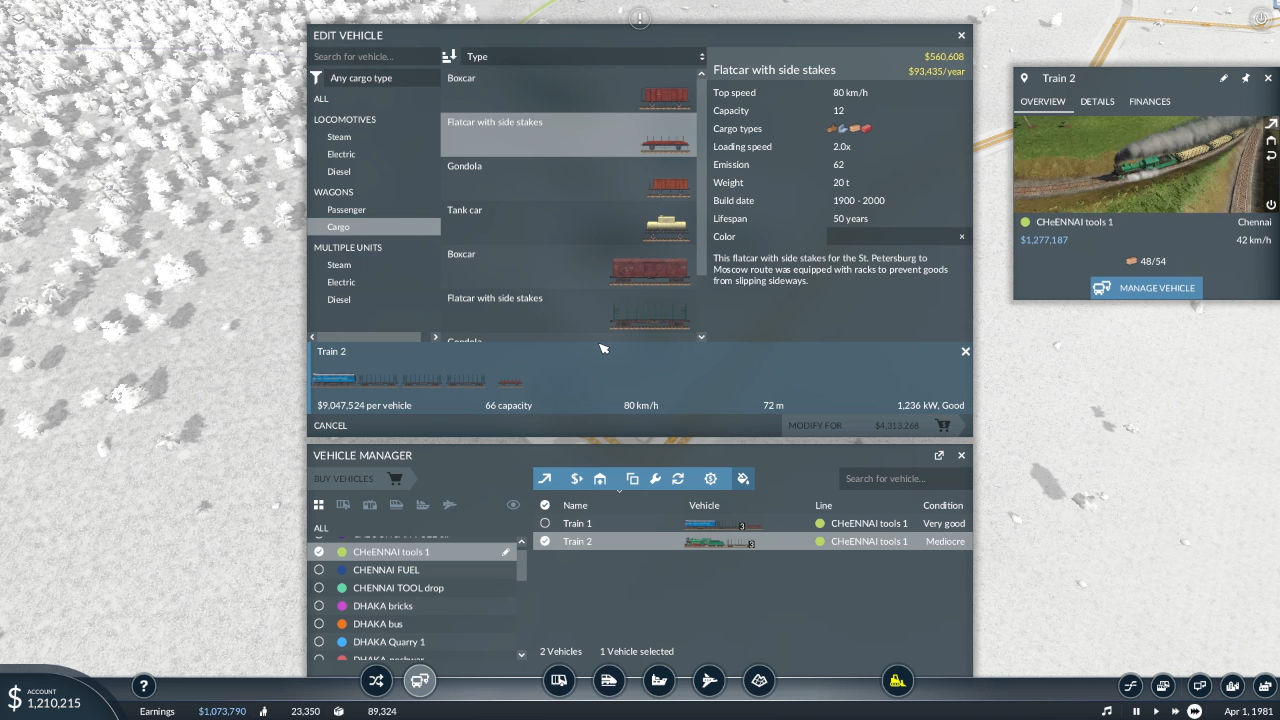 EDIT VEHICLE
Search for vehicle...
Type
Any cargo type
ALL
LOCOMOTIVES
Steam
Electric
Diesel
WAGONS
Passenger
Cargo
MULTIPLE UNITS
Steam
Electric
Diesel
Boxcar
Flatcar with side stakes
Gondola
Tank car
Boxcar
Flatcar with side stakes
$560,608
Flatcar with side stakes
$93,435/year
Top speed 80 km/h
Capacity 12
Cargo types
Loading speed 2.0x
Emission 62
Weight 20 t
Build date 1900 - 2000
Lifespan 50 years
Color
This flatcar with side stakes for the St. Petersburg to
Moscow route was equipped with racks to prevent goods
from slipping sideways.
Train 2
$9,047,524 per vehicle 66 capacity 80 km/h 72 m 1,236 kW, Good
CANCEL MODIFY FOR $4,313,268
Train 2
OVERVIEW DETAILS FINANCES
CHeENNAI tools 1 Chennai
$1,277,187 42 km/h
48/54
MANAGE VEHICLE
VEHICLE MANAGER
BUY VEHICLES
Search for vehicle...
ALL
CHeENNAI tools 1
CHENNAI FUEL
CHENNAI TOOL drop
DHAKA bricks
DHAKA bus
DHAKA Quarry 1
Name Vehicle Line Condition
Train 1 3 CHeENNAI tools 1 Very good
Train 2 3 CHeENNAI tools 1 Mediocre
2 Vehicles 1 Vehicle selected
ACCOUNT
$ 1,210,215
?
Earnings $1,073,790 23,350 89,324
Apr 1, 1981